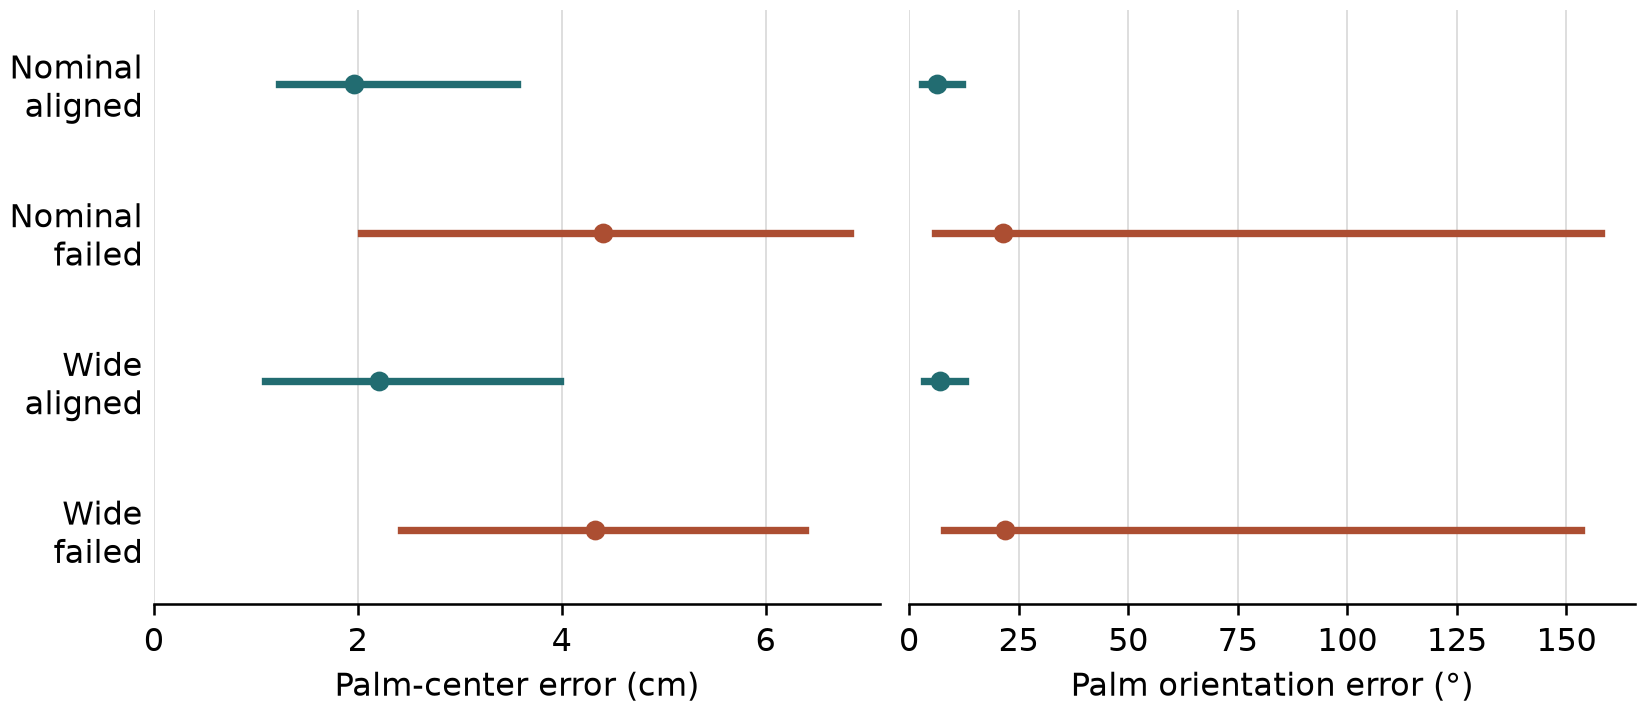 Nominal
aligned
Nominal
failed
Wide
aligned
Wide
failed
0 2 4 6
Palm-center error (cm)
0 25 50 75 100 125 150
Palm orientation error (°)